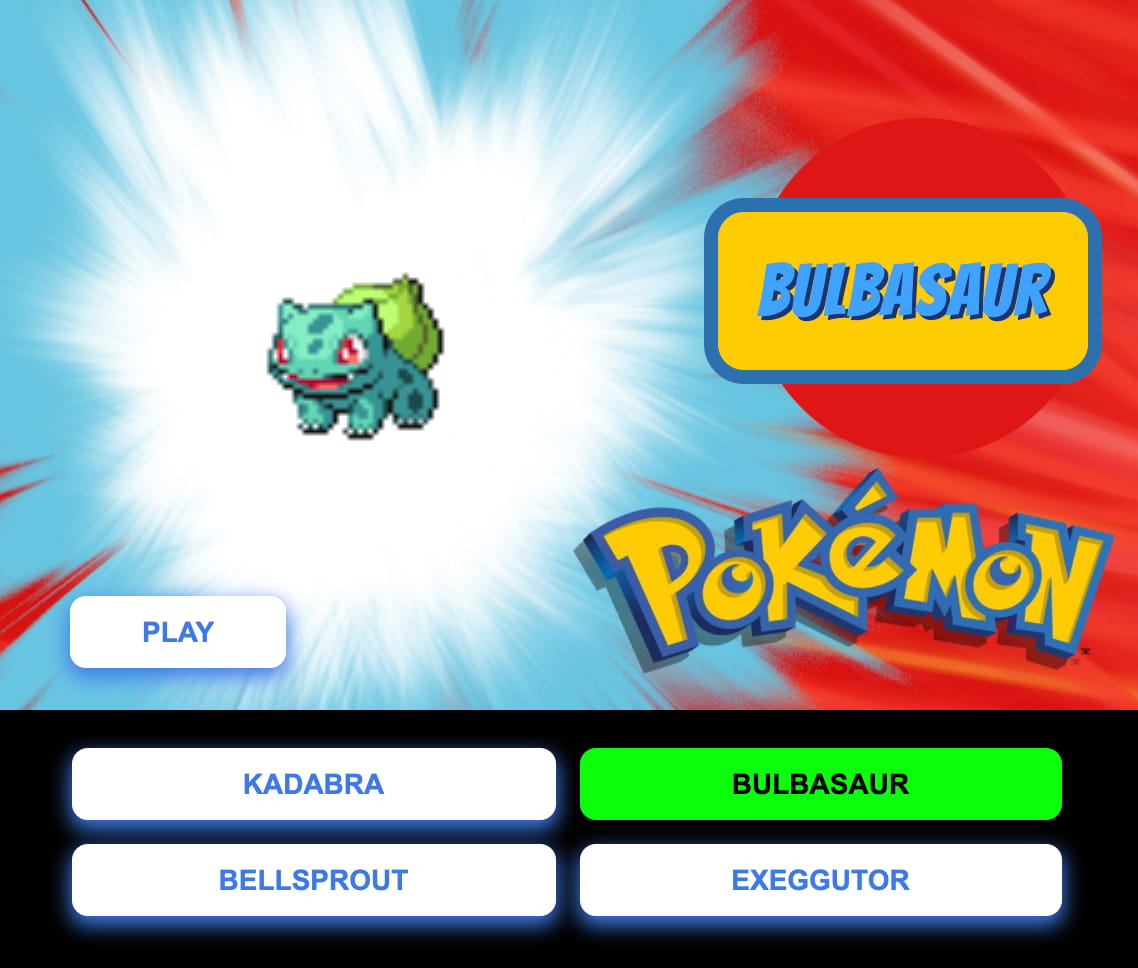 BULBASAUR
POKéMON
PLAY
KADABRA
BULBASAUR
BELLSPROUT
EXEGGUTOR